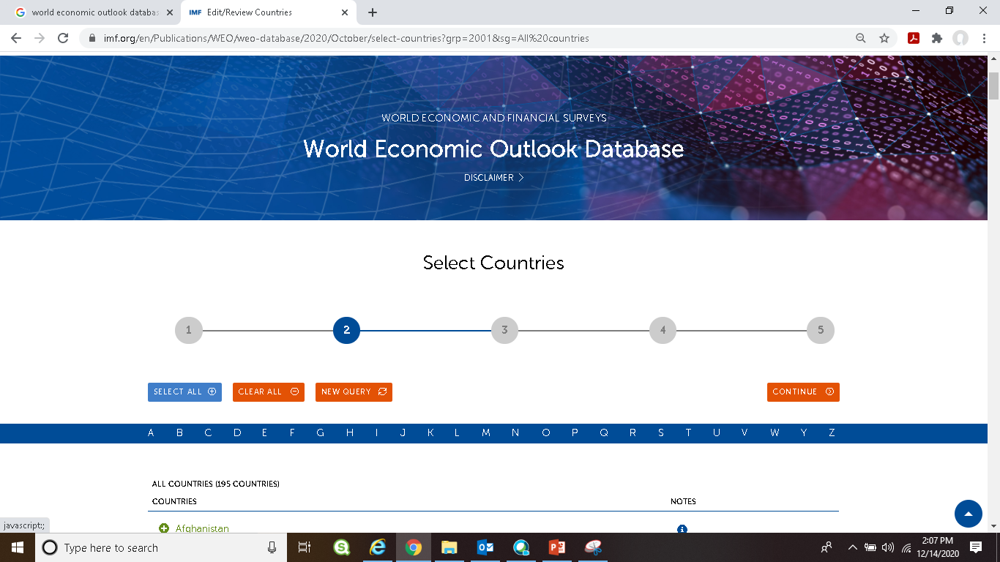 world economic outlook databas
IMF Edit/Review Countries
imf.org/en/Publications/WEO/weo-database/2020/October/select-countries?grp=2001&sg=All%20countries
WORLD ECONOMIC AND FINANCIAL SURVEYS
World Economic Outlook Database
DISCLAIMER
Select Countries
1 2 3 4 5
SELECT ALL CLEAR ALL NEW QUERY CONTINUE
A B C D E F G H I J K L M N O P Q R S T U V W Y Z
ALL COUNTRIES (195 COUNTRIES)
COUNTRIES NOTES
Afghanistan
javascript:;
Type here to search
2:07 PM
12/14/2020